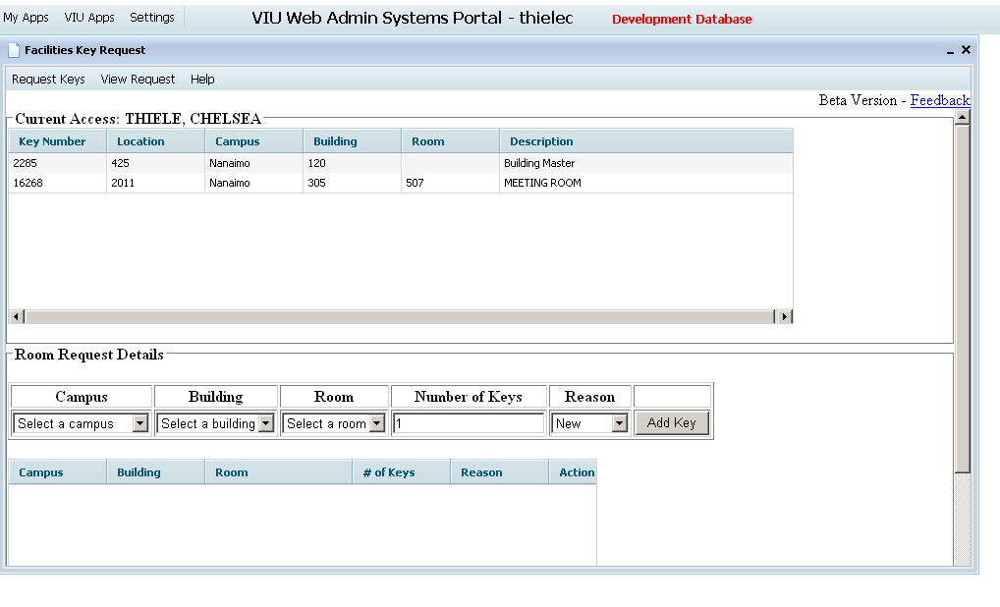 My Apps VIU Apps Settings VIU Web Admin Systems Portal - thielec Development Database
Facilities Key Request
Request Keys View Request Help
Beta Version - Feedback
Current Access: THIELE, CHELSEA
Key Number Location Campus Building Room Description
2285 425 Nanaimo 120 Building Master
16268 2011 Nanaimo 305 507 MEETING ROOM
Room Request Details
Campus Building Room Number of Keys Reason
Select a campus Select a building Select a room 1 New Add Key
Campus Building Room # of Keys Reason Action